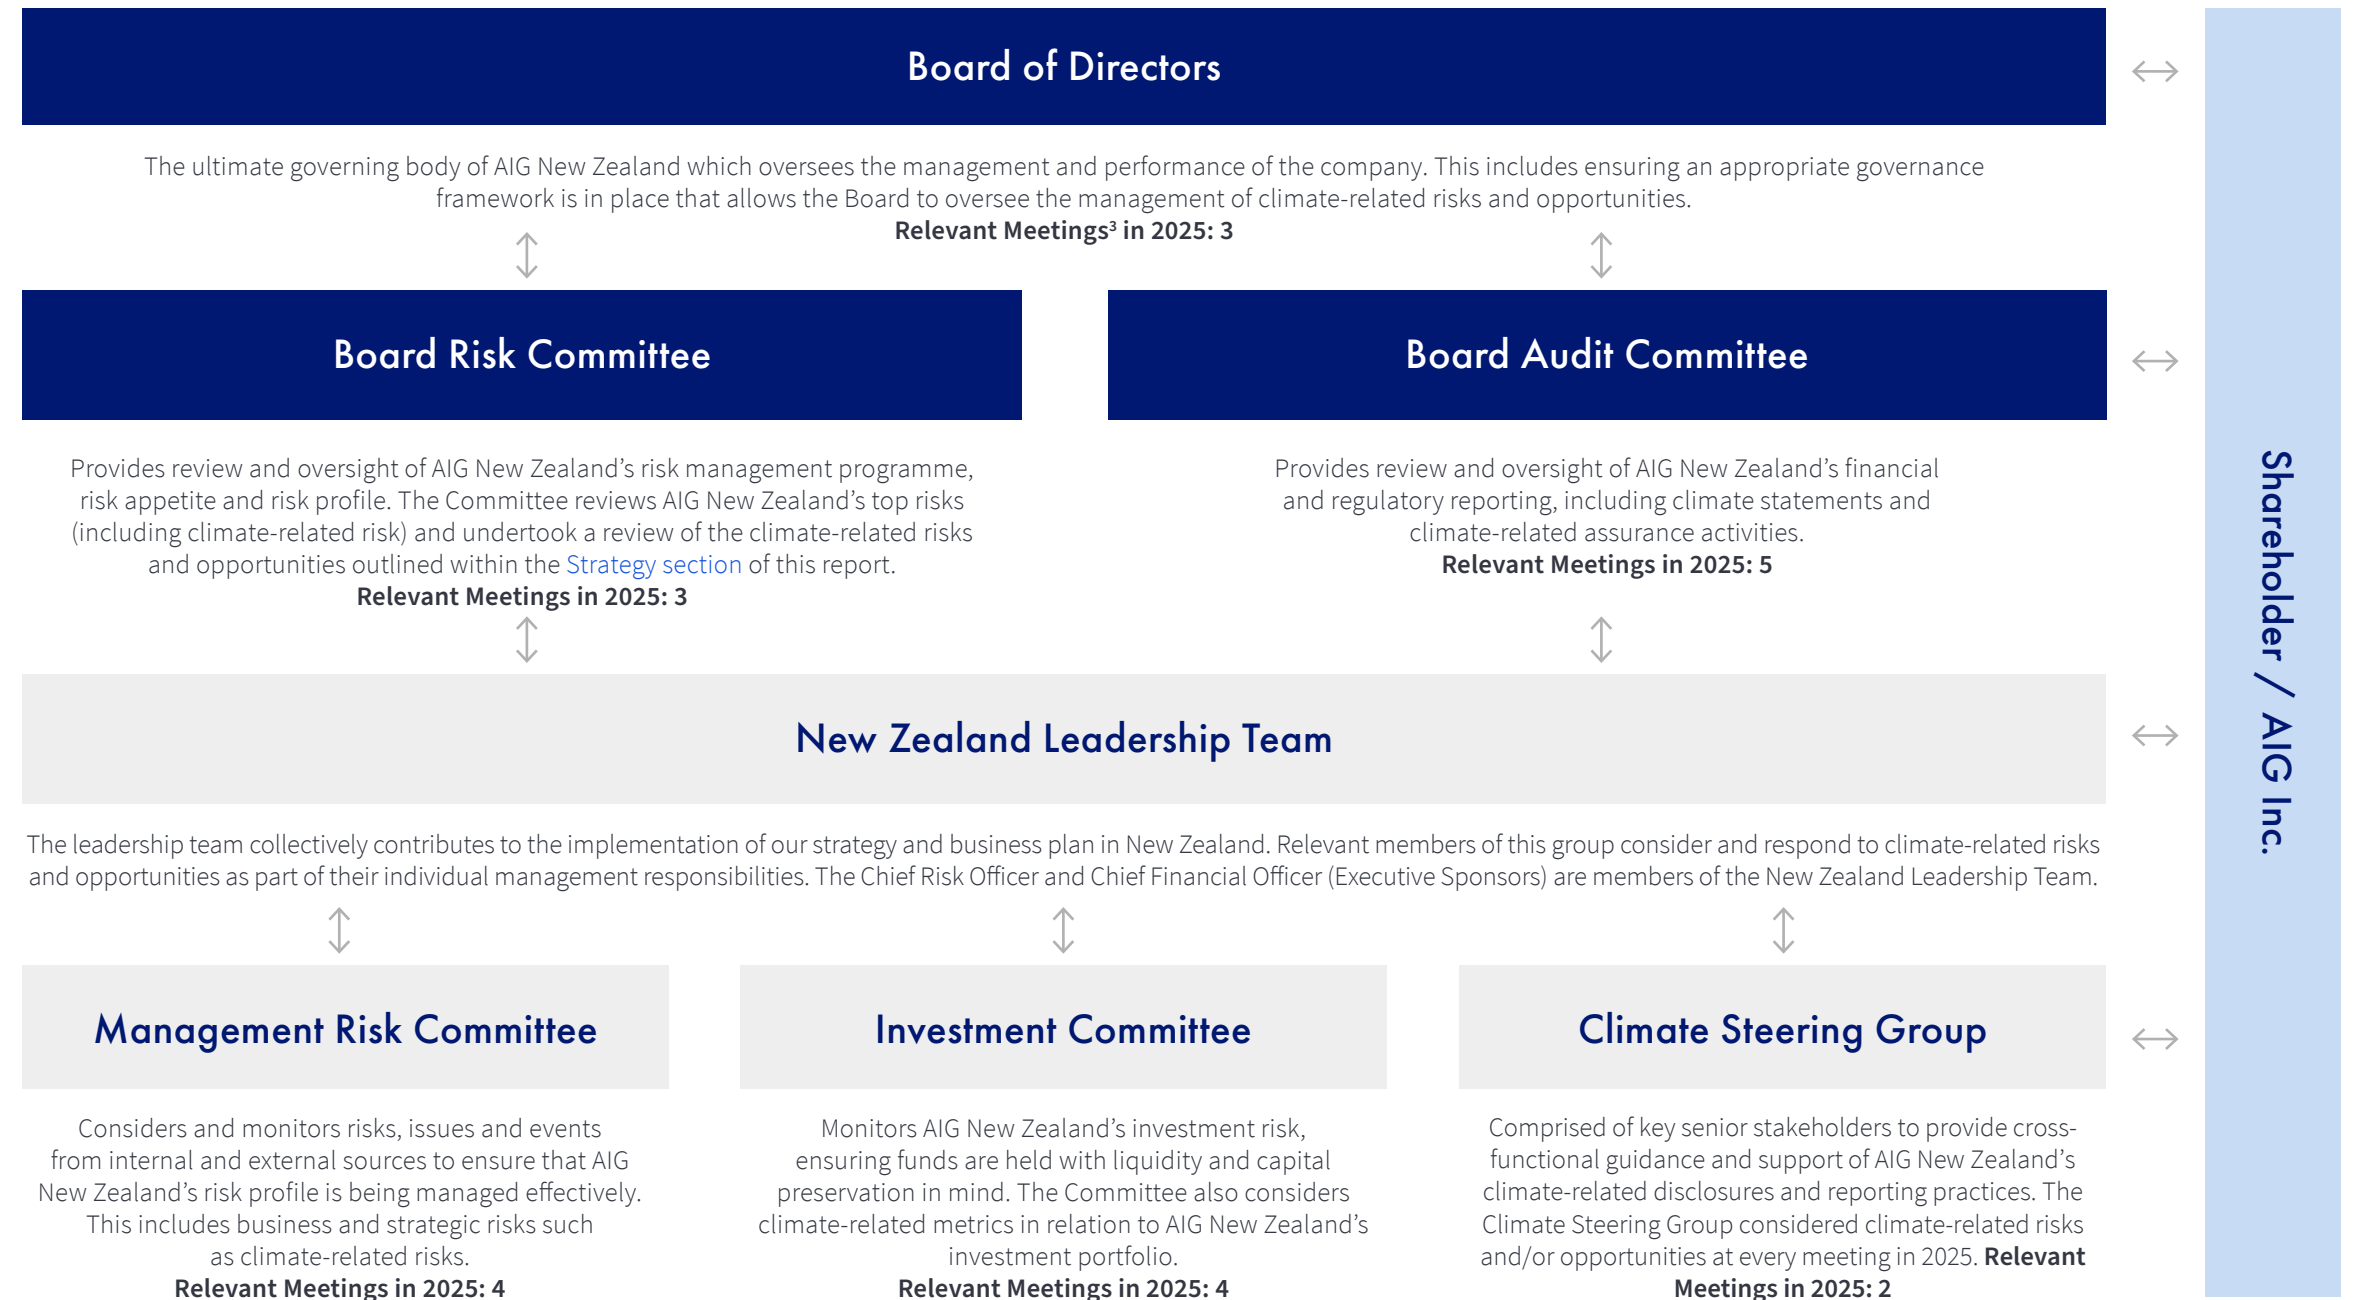 Board of Directors
The ultimate governing body of AIG New Zealand which oversees the management and performance of the company. This includes ensuring an appropriate governance
framework is in place that allows the Board to oversee the management of climate-related risks and opportunities.
Relevant Meetings³ in 2025: 3
Board Risk Committee
Provides review and oversight of AIG New Zealand’s risk management programme,
risk appetite and risk profile. The Committee reviews AIG New Zealand’s top risks
(including climate-related risk) and undertook a review of the climate-related risks
and opportunities outlined within the Strategy section of this report.
Relevant Meetings in 2025: 3
Board Audit Committee
Provides review and oversight of AIG New Zealand’s financial
and regulatory reporting, including climate statements and
climate-related assurance activities.
Relevant Meetings in 2025: 5
New Zealand Leadership Team
The leadership team collectively contributes to the implementation of our strategy and business plan in New Zealand. Relevant members of this group consider and respond to climate-related risks
and opportunities as part of their individual management responsibilities. The Chief Risk Officer and Chief Financial Officer (Executive Sponsors) are members of the New Zealand Leadership Team.
Management Risk Committee
Considers and monitors risks, issues and events
from internal and external sources to ensure that AIG
New Zealand’s risk profile is being managed effectively.
This includes business and strategic risks such
as climate-related risks.
Relevant Meetings in 2025: 4
Investment Committee
Monitors AIG New Zealand’s investment risk,
ensuring funds are held with liquidity and capital
preservation in mind. The Committee also considers
climate-related metrics in relation to AIG New Zealand’s
investment portfolio.
Relevant Meetings in 2025: 4
Climate Steering Group
Comprised of key senior stakeholders to provide cross-
functional guidance and support of AIG New Zealand’s
climate-related disclosures and reporting practices. The
Climate Steering Group considered climate-related risks
and/or opportunities at every meeting in 2025. Relevant
Meetings in 2025: 2
Shareholder / AIG Inc.